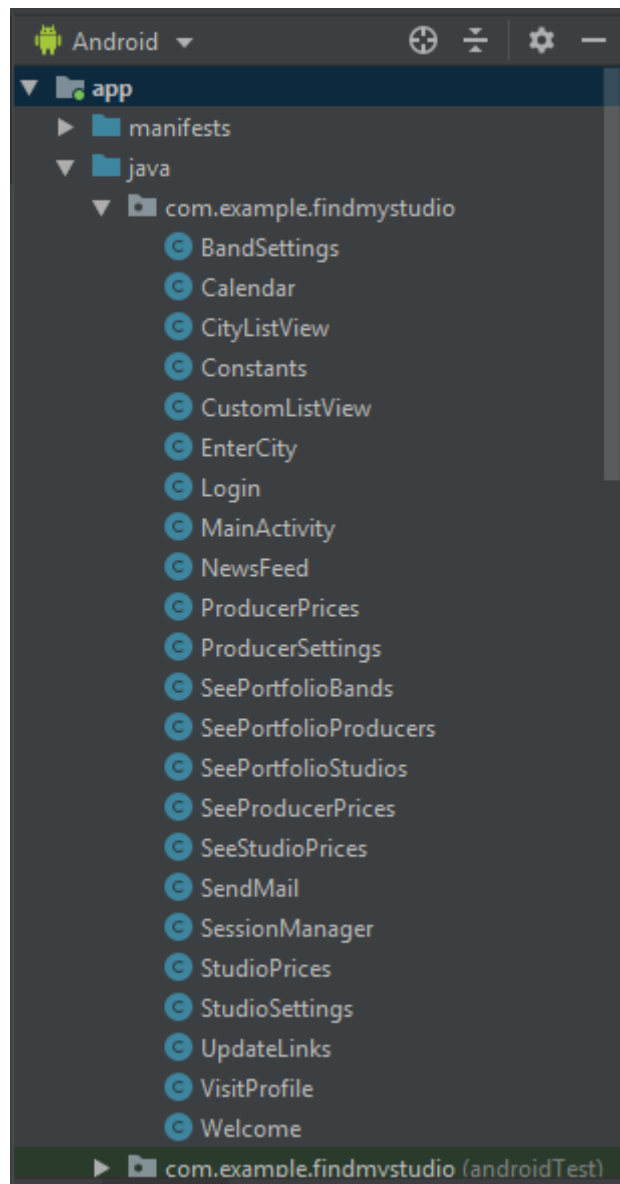 Android
app
manifests
java
com.example.findmystudio
BandSettings
Calendar
CityListView
Constants
CustomListView
EnterCity
Login
MainActivity
NewsFeed
ProducerPrices
ProducerSettings
SeePortfolioBands
SeePortfolioProducers
SeePortfolioStudios
SeeProducerPrices
SeeStudioPrices
SendMail
SessionManager
StudioPrices
StudioSettings
UpdateLinks
VisitProfile
Welcome
com.example.findmystudio (androidTest)